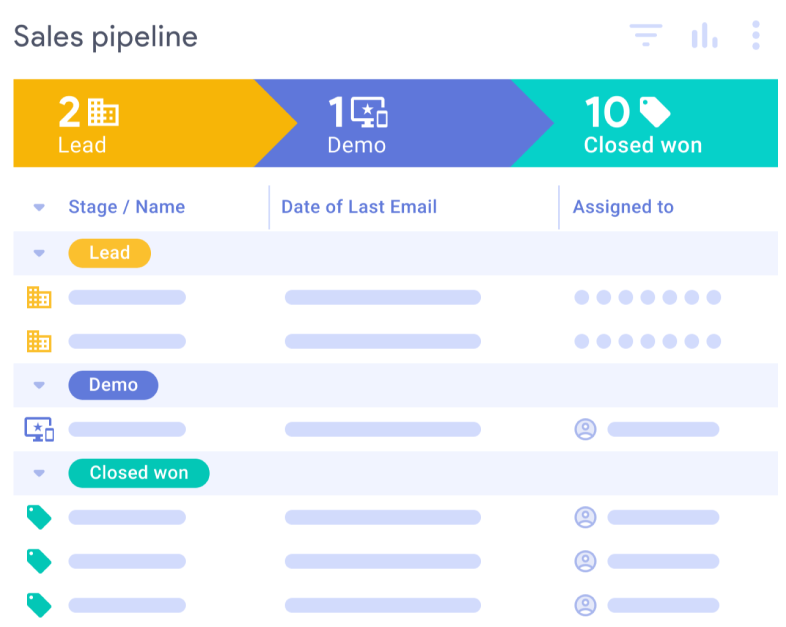 Sales pipeline
2
1
10
Lead
Demo
Closed won
Stage / Name
Date of Last Email
Assigned to
Lead
Demo
Closed won